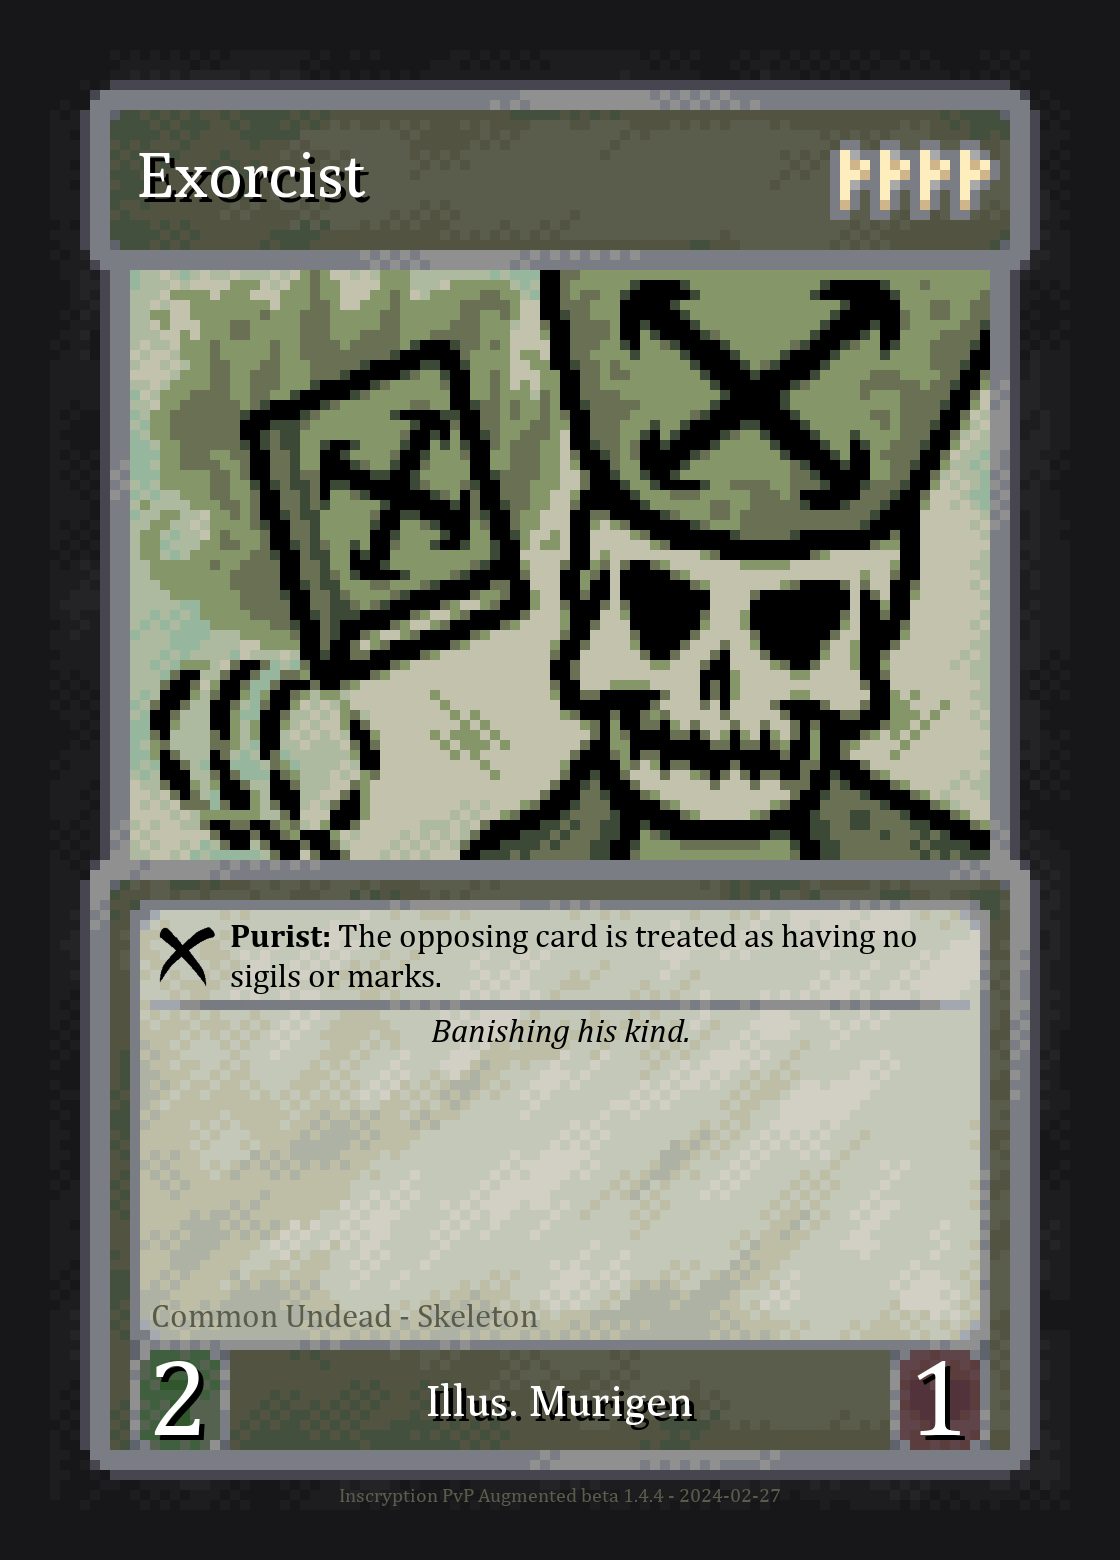 Exorcist
Purist: The opposing card is treated as having no
sigils or marks.
Banishing his kind.
Common Undead - Skeleton
2
Illus. Murigen
1
Inscryption PvP Augmented beta 1.4.4 - 2024-02-27